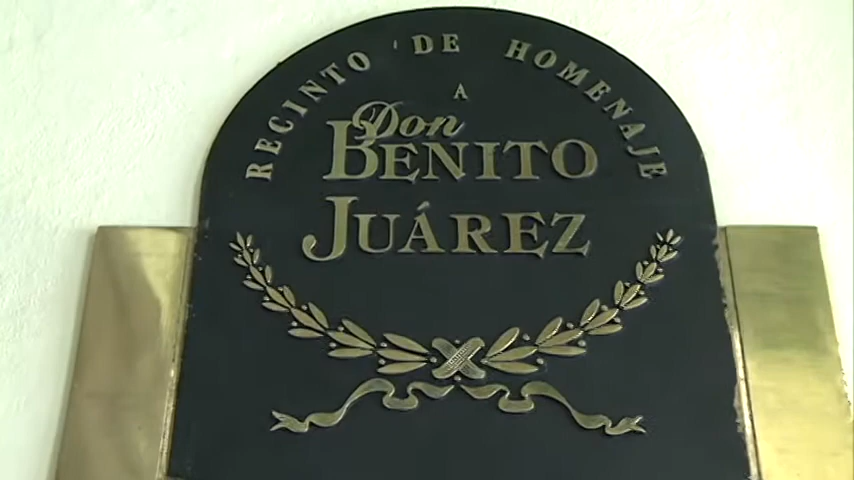 RECINTO DE HOMENAJE
A
Don
BENITO
JUÁREZ